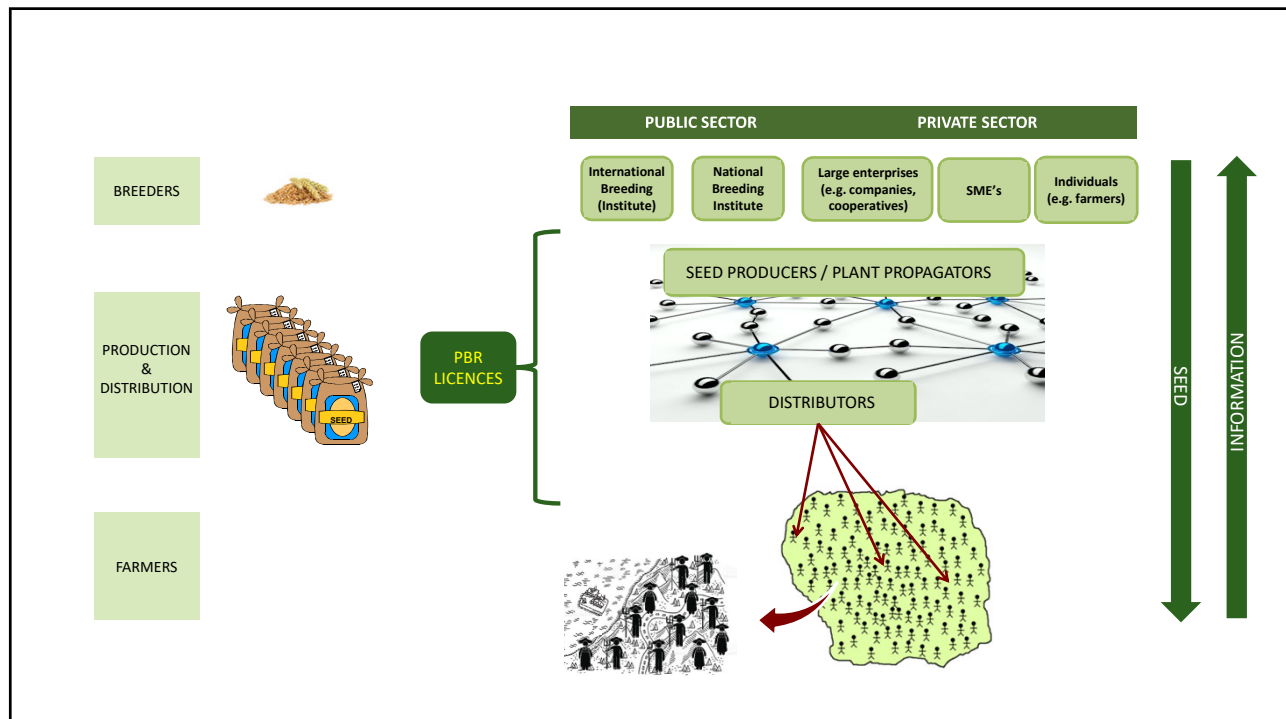 PUBLIC SECTOR
PRIVATE SECTOR
BREEDERS
International
Breeding
(Institute)
National
Breeding
Institute
Large enterprises
(e.g. companies,
cooperatives)
SME's
Individuals
(e.g. farmers)
SEED PRODUCERS / PLANT PROPAGATORS
PRODUCTION
&
DISTRIBUTION
SEED
PBR
LICENCES
DISTRIBUTORS
FARMERS
SEED
INFORMATION